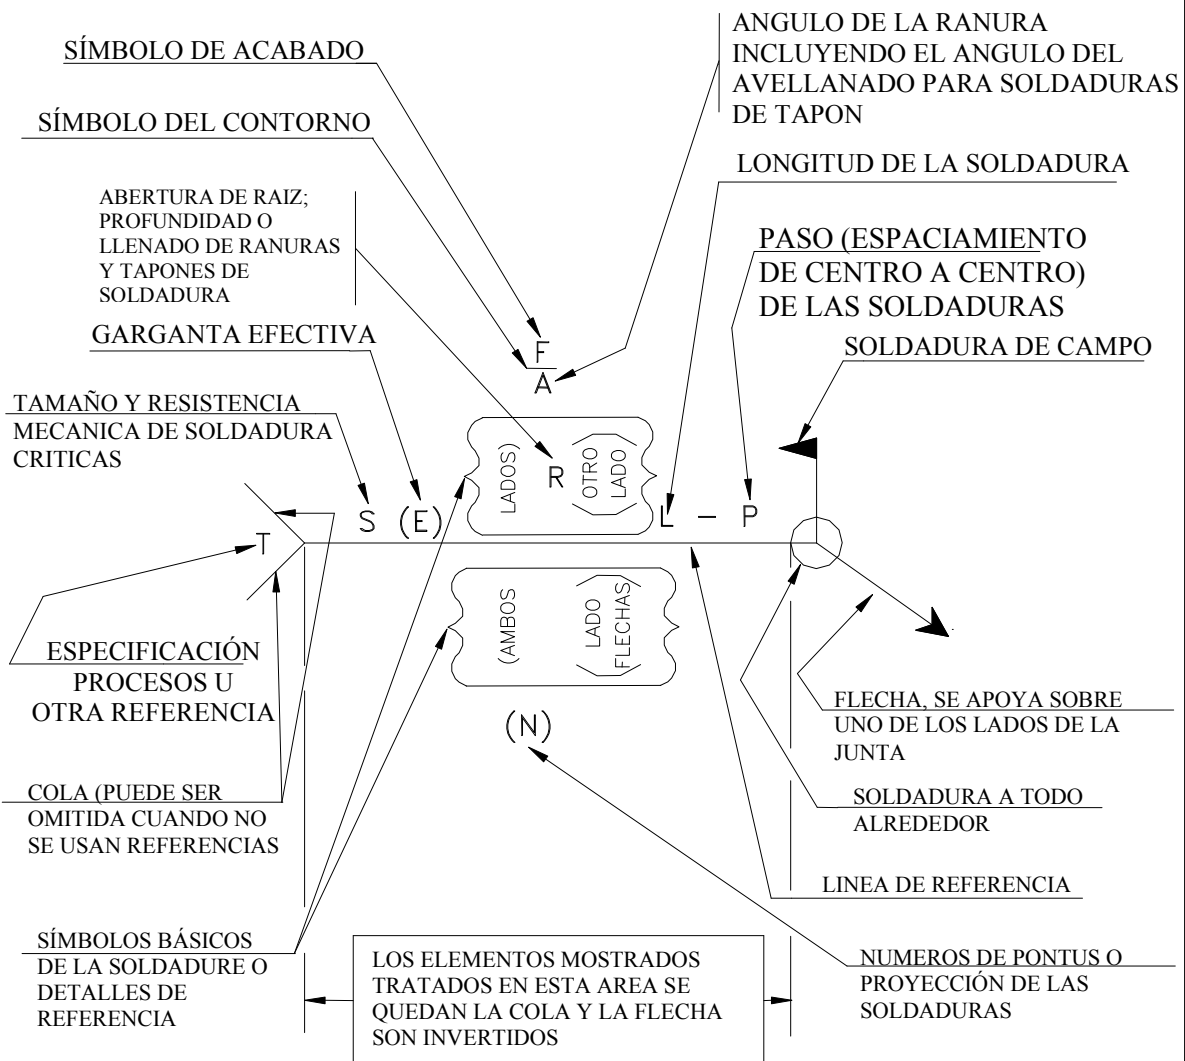 SÍMBOLO DE ACABADO
ANGULO DE LA RANURA
INCLUYENDO EL ANGULO DEL
AVELLANADO PARA SOLDADURAS
DE TAPON
SÍMBOLO DEL CONTORNO
LONGITUD DE LA SOLDADURA
ABERTURA DE RAIZ;
PROFUNDIDAD O
LLENADO DE RANURAS
Y TAPONES DE
SOLDADURA
PASO (ESPACIAMIENTO
DE CENTRO A CENTRO)
DE LAS SOLDADURAS
GARGANTA EFECTIVA
SOLDADURA DE CAMPO
F
A
TAMAÑO Y RESISTENCIA
MECANICA DE SOLDADURA
CRITICAS
LADOS)
R
(OTRO
LADO)
S (E)
L - P
T
(AMBOS
(LADO
FLECHAS)
ESPECIFICACIÓN
PROCESOS U
OTRA REFERENCIA
(N)
FLECHA, SE APOYA SOBRE
UNO DE LOS LADOS DE LA
JUNTA
COLA (PUEDE SER
OMITIDA CUANDO NO
SE USAN REFERENCIAS
SOLDADURA A TODO
ALREDEDOR
LINEA DE REFERENCIA
SÍMBOLOS BÁSICOS
DE LA SOLDADURE O
DETALLES DE
REFERENCIA
LOS ELEMENTOS MOSTRADOS
TRATADOS EN ESTA AREA SE
QUEDAN LA COLA Y LA FLECHA
SON INVERTIDOS
NUMEROS DE PONTUS O
PROYECCIÓN DE LAS
SOLDADURAS